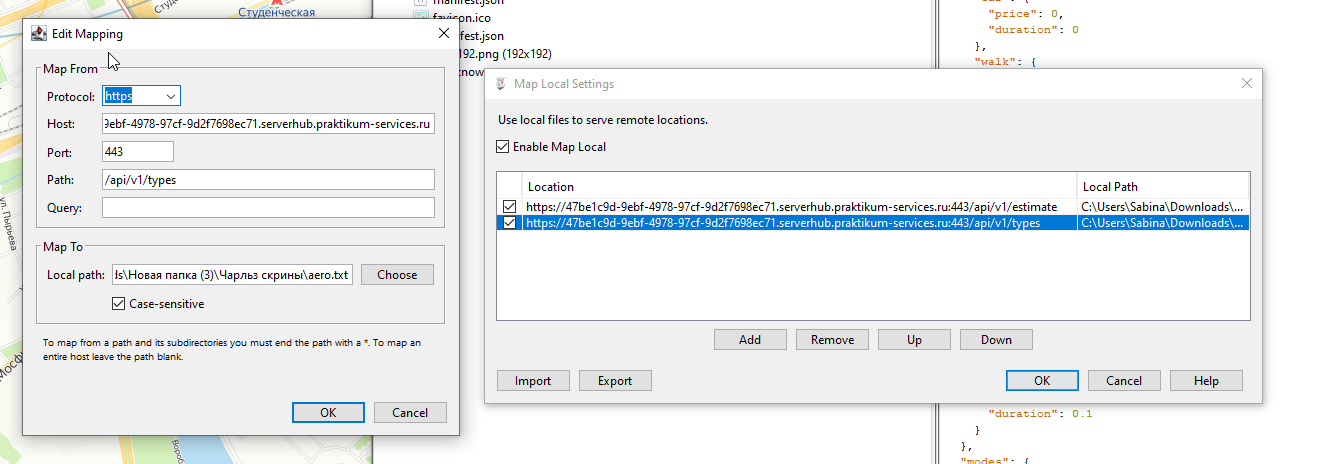 Студенческая
ул. Пырьева
Мосф
Вороб
manifest.json
favicon.ico
ifest.json
192.png (192x192)
know
"price": 0,
"duration": 0
},
"walk": {
"duration": 0.1
}
},
"modes": {
Edit Mapping
Map From
Protocol: https
Host: 9ebf-4978-97cf-9d2f7698ec71.serverhub.praktikum-services.ru
Port: 443
Path: /api/v1/types
Query:
Map To
Local path: ds\Новая папка (3)\Чарльз скрины\aero.txt Choose
Case-sensitive
To map from a path and its subdirectories you must end the path with a *. To map an
entire host leave the path blank.
OK Cancel
Map Local Settings
Use local files to serve remote locations.
Enable Map Local
Location Local Path
https://47be1c9d-9ebf-4978-97cf-9d2f7698ec71.serverhub.praktikum-services.ru:443/api/v1/estimate C:\Users\Sabina\Downloads\...
https://47be1c9d-9ebf-4978-97cf-9d2f7698ec71.serverhub.praktikum-services.ru:443/api/v1/types C:\Users\Sabina\Downloads\...
Add Remove Up Down
Import Export OK Cancel Help